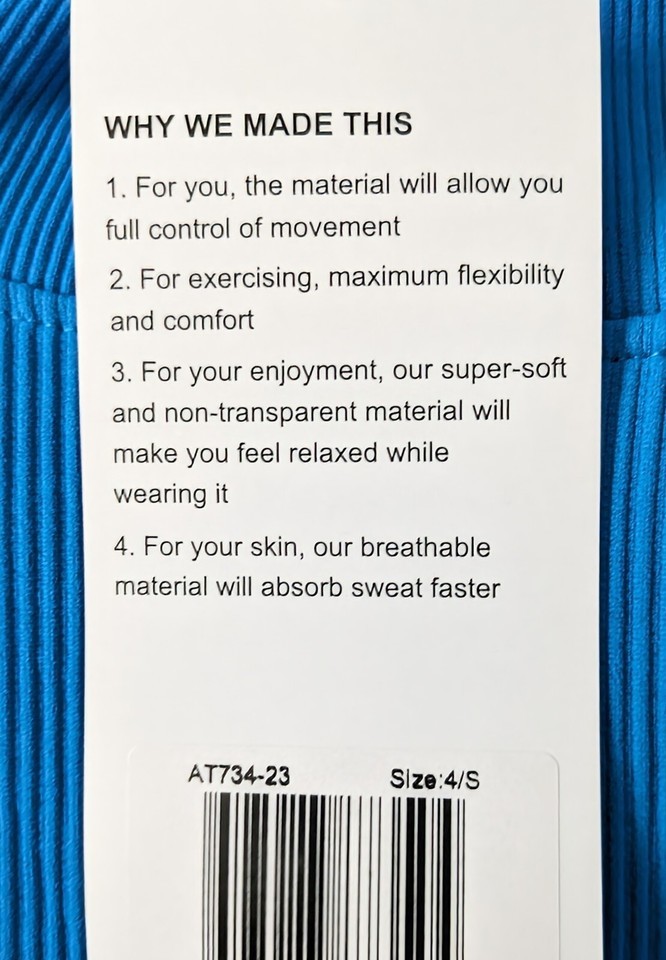 WHY WE MADE THIS
1. For you, the material will allow you
full control of movement
2. For exercising, maximum flexibility
and comfort
3. For your enjoyment, our super-soft
and non-transparent material will
make you feel relaxed while
wearing it
4. For your skin, our breathable
material will absorb sweat faster
AT734-23 Size:4/S